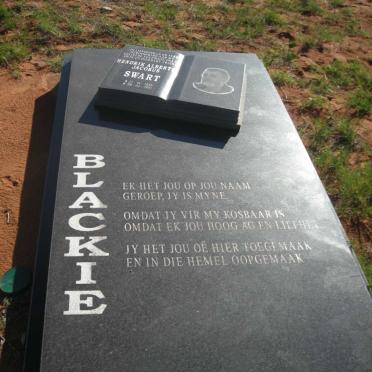 HENDRIK ALBERTUS
JACOBUS
SWART
BLACKIE
EK HET JOU OP JOU NAAM
GEROEP, JY IS MYNE.
OMDAT JY VIR MY KOSBAAR IS
OMDAT EK JOU HOOG AG EN LIEFHET
JY HET JOU OË HIER TOEGEMAAK
EN IN DIE HEMEL OOPGEMAAK